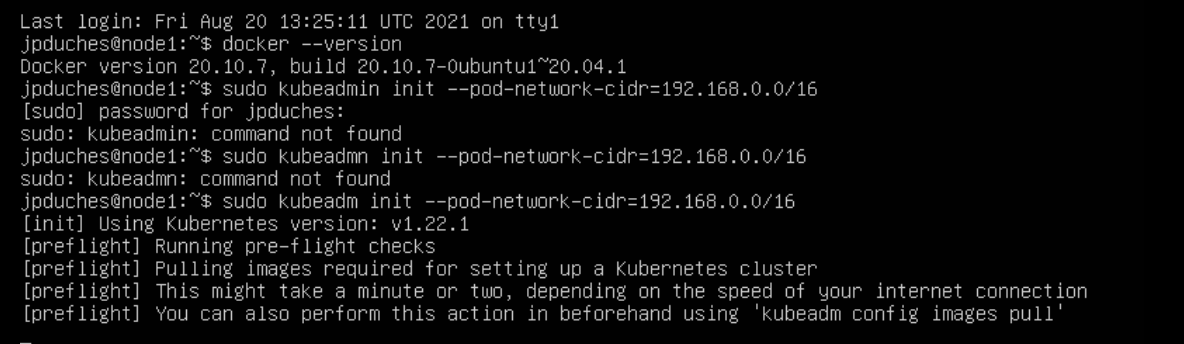 Last login: Fri Aug 20 13:25:11 UTC 2021 on tty1
jpduches@node1:~$ docker --version
Docker version 20.10.7, build 20.10.7-0ubuntu1~20.04.1
jpduches@node1:~$ sudo kubeadmin init --pod-network-cidr=192.168.0.0/16
[sudo] password for jpduches:
sudo: kubeadmin: command not found
jpduches@node1:~$ sudo kubeadmn init --pod-network-cidr=192.168.0.0/16
sudo: kubeadmn: command not found
jpduches@node1:~$ sudo kubeadm init --pod-network-cidr=192.168.0.0/16
[init] Using Kubernetes version: v1.22.1
[preflight] Running pre-flight checks
[preflight] Pulling images required for setting up a Kubernetes cluster
[preflight] This might take a minute or two, depending on the speed of your internet connection
[preflight] You can also perform this action in beforehand using 'kubeadm config images pull'